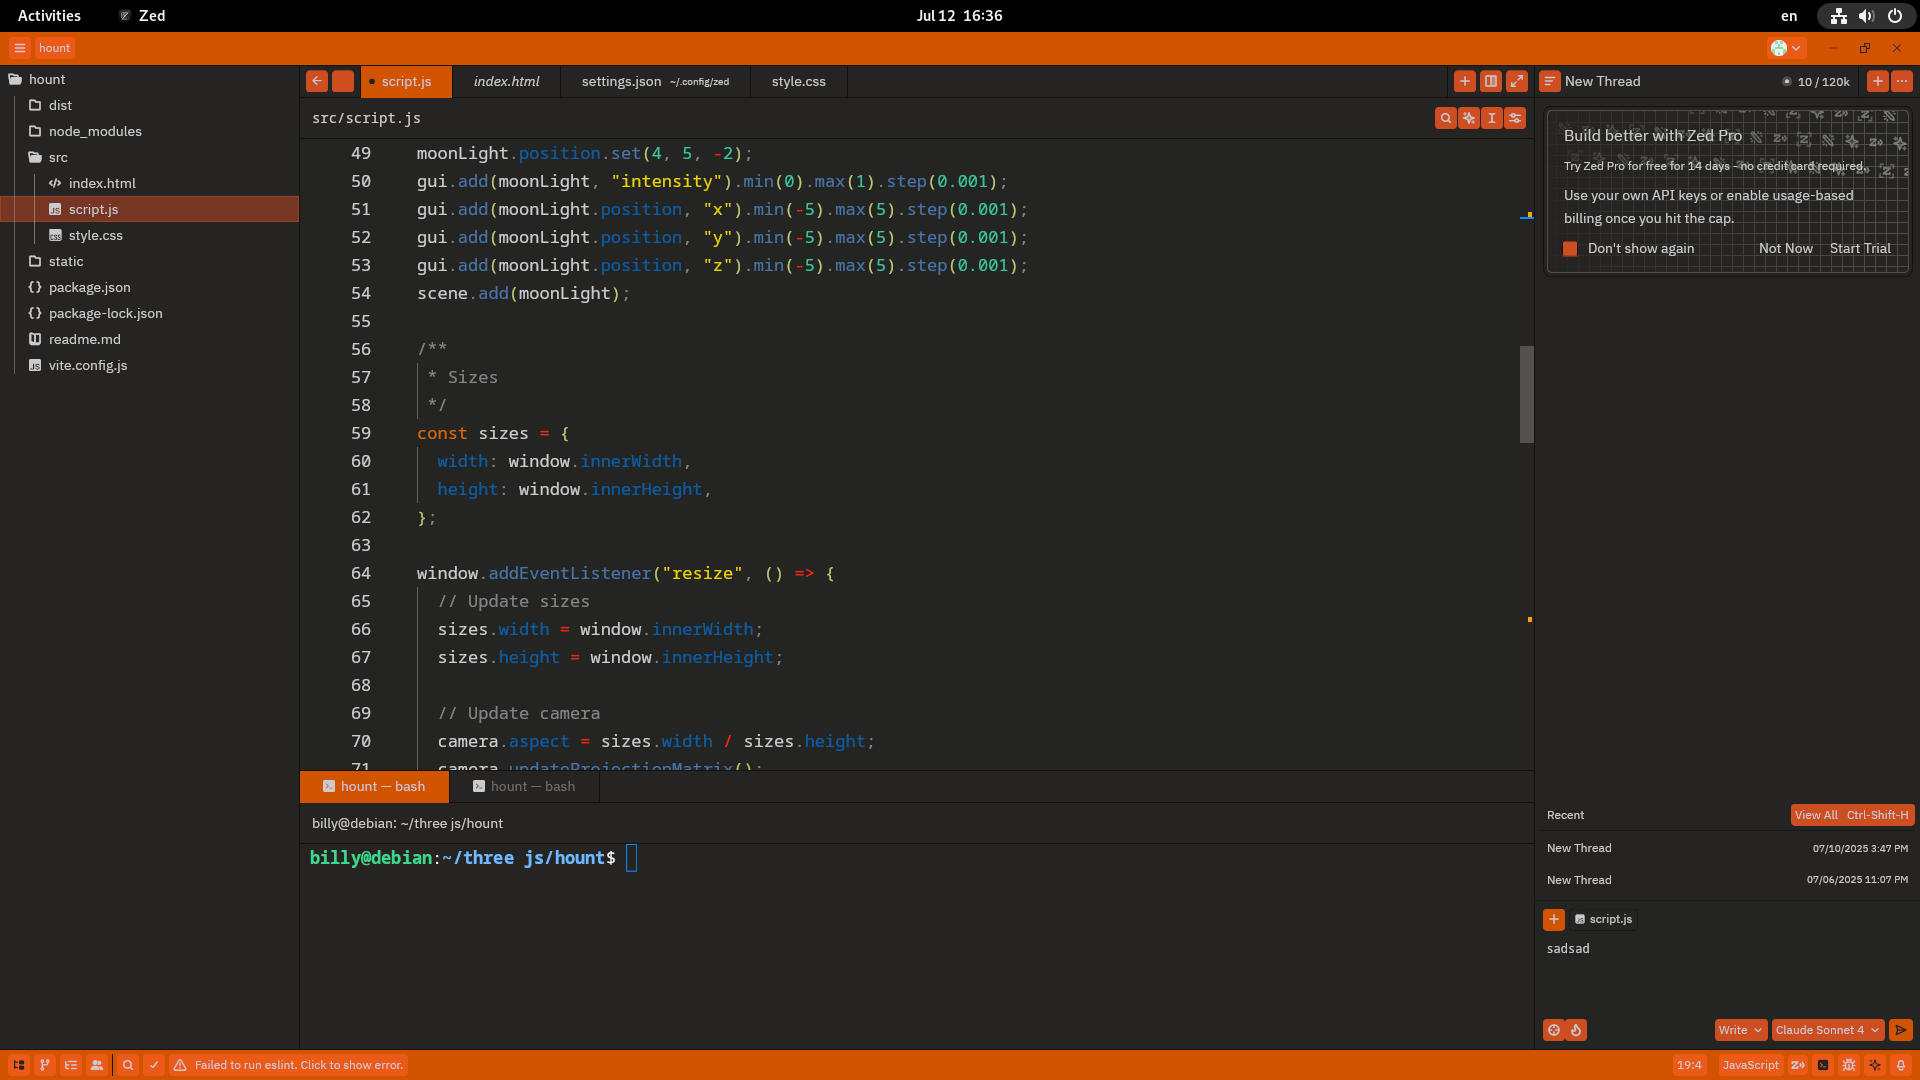 Activities
Zed
Jul 12 16:36
en
hount
hount
dist
node_modules
src
index.html
script.js
style.css
static
package.json
package-lock.json
readme.md
vite.config.js
script.js
index.html
settings.json ~/.config/zed
style.css
src/script.js
49 moonLight.position.set(4, 5, -2);
50 gui.add(moonLight, "intensity").min(0).max(1).step(0.001);
51 gui.add(moonLight.position, "x").min(-5).max(5).step(0.001);
52 gui.add(moonLight.position, "y").min(-5).max(5).step(0.001);
53 gui.add(moonLight.position, "z").min(-5).max(5).step(0.001);
54 scene.add(moonLight);
55
56 /**
57 * Sizes
58 */
59 const sizes = {
60 width: window.innerWidth,
61 height: window.innerHeight,
62 };
63
64 window.addEventListener("resize", () => {
65 // Update sizes
66 sizes.width = window.innerWidth;
67 sizes.height = window.innerHeight;
68
69 // Update camera
70 camera.aspect = sizes.width / sizes.height;
71 camera.updateProjectionMatrix();
hount — bash
hount — bash
billy@debian: ~/three js/hount
billy@debian:~/three js/hount$
New Thread
10 / 120k
Build better with Zed Pro
Try Zed Pro for free for 14 days – no credit card required.
Use your own API keys or enable usage-based
billing once you hit the cap.
Don't show again
Not Now
Start Trial
Recent
View All Ctrl-Shift-H
New Thread 07/10/2025 3:47 PM
New Thread 07/06/2025 11:07 PM
script.js
sadsad
Write
Claude Sonnet 4
Failed to run eslint. Click to show error.
19:4
JavaScript